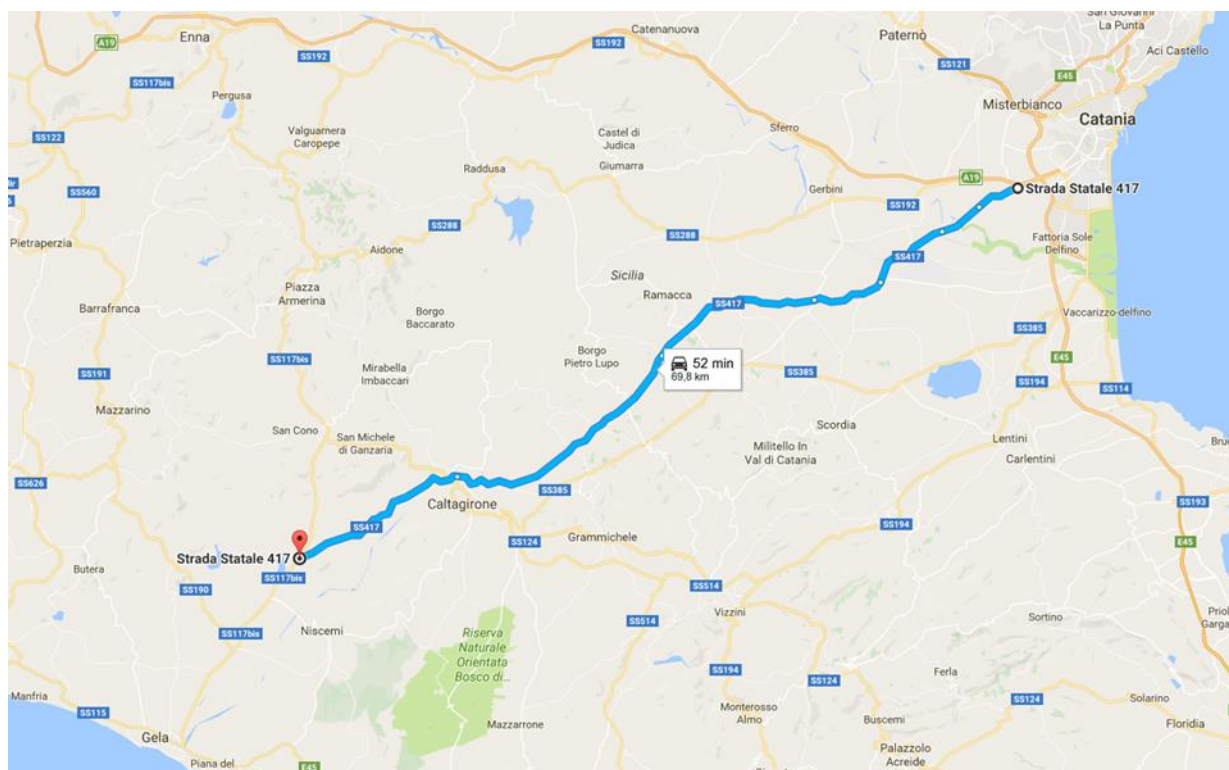 San Giovanni
La Punta
Enna
A19
SS192
Catenanuova
SS192
Paternò
Aci Castello
SS117bis
SS121
E45
Pergusa
Misterbianco
Catania
SS122
Valguarnera
Caropepe
Castel di
Judica
Sferro
Giumarra
Raddusa
A19
SS560
Gerbini
Strada Statale 417
SS192
Pietraperzia
SS288
SS288
Aidone
Fattoria Sole
Delfino
SS417
Sicilia
Piazza
Armerina
Ramacca
SS417
Barrafranca
Borgo
Baccarato
Vaccarizzo-delfino
SS385
SS117bis
Borgo
Pietro Lupo
E45
52 min
69,8 km
SS191
Mirabella
Imbaccari
SS385
SS194
SS114
Mazzarino
San Cono
San Michele
di Ganzaria
Scordia
Militello In
Val di Catania
Lentini
Carlentini
SS626
SS385
Caltagirone
SS193
SS417
SS194
SS124
Grammichele
E45
Strada Statale 417
Butera
SS117bis
SS190
SS514
Vizzini
Sortino
SS514
SS117bis
Niscemi
Riserva
Naturale
Orientata
Bosco di...
SS194
Ferla
SS124
Manfria
SS115
Monterosso
Almo
SS124
Solarino
Mazzarrone
Buscemi
Floridia
Gela
Palazzolo
Acreide
Piana del
E45